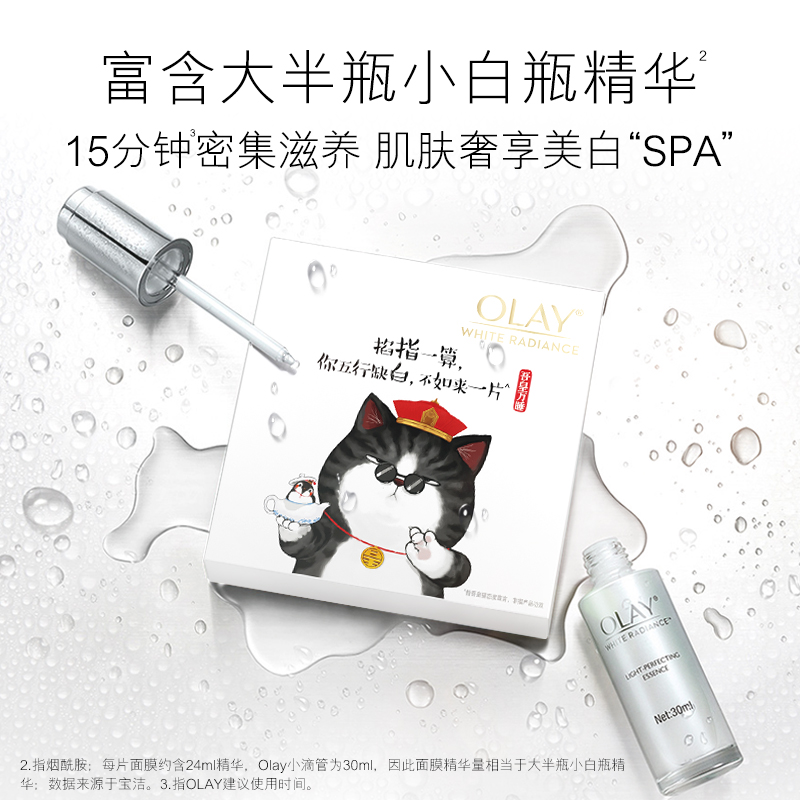 富含大半瓶小白瓶精华²
15分钟³密集滋养 肌肤奢享美白“SPA”
OLAY®
WHITE RADIANCE
掐指一算,
你五行缺白,不如来一片^
吾皇万睡
OLAY®
WHITE RADIANCE™
LIGHT-PERFECTING
ESSENCE
Net:30ml
2.指烟酰胺；每片面膜约含24ml精华，Olay小滴管为30ml，因此面膜精华量相当于大半瓶小白瓶精
华；数据来源于宝洁。3.指OLAY建议使用时间。